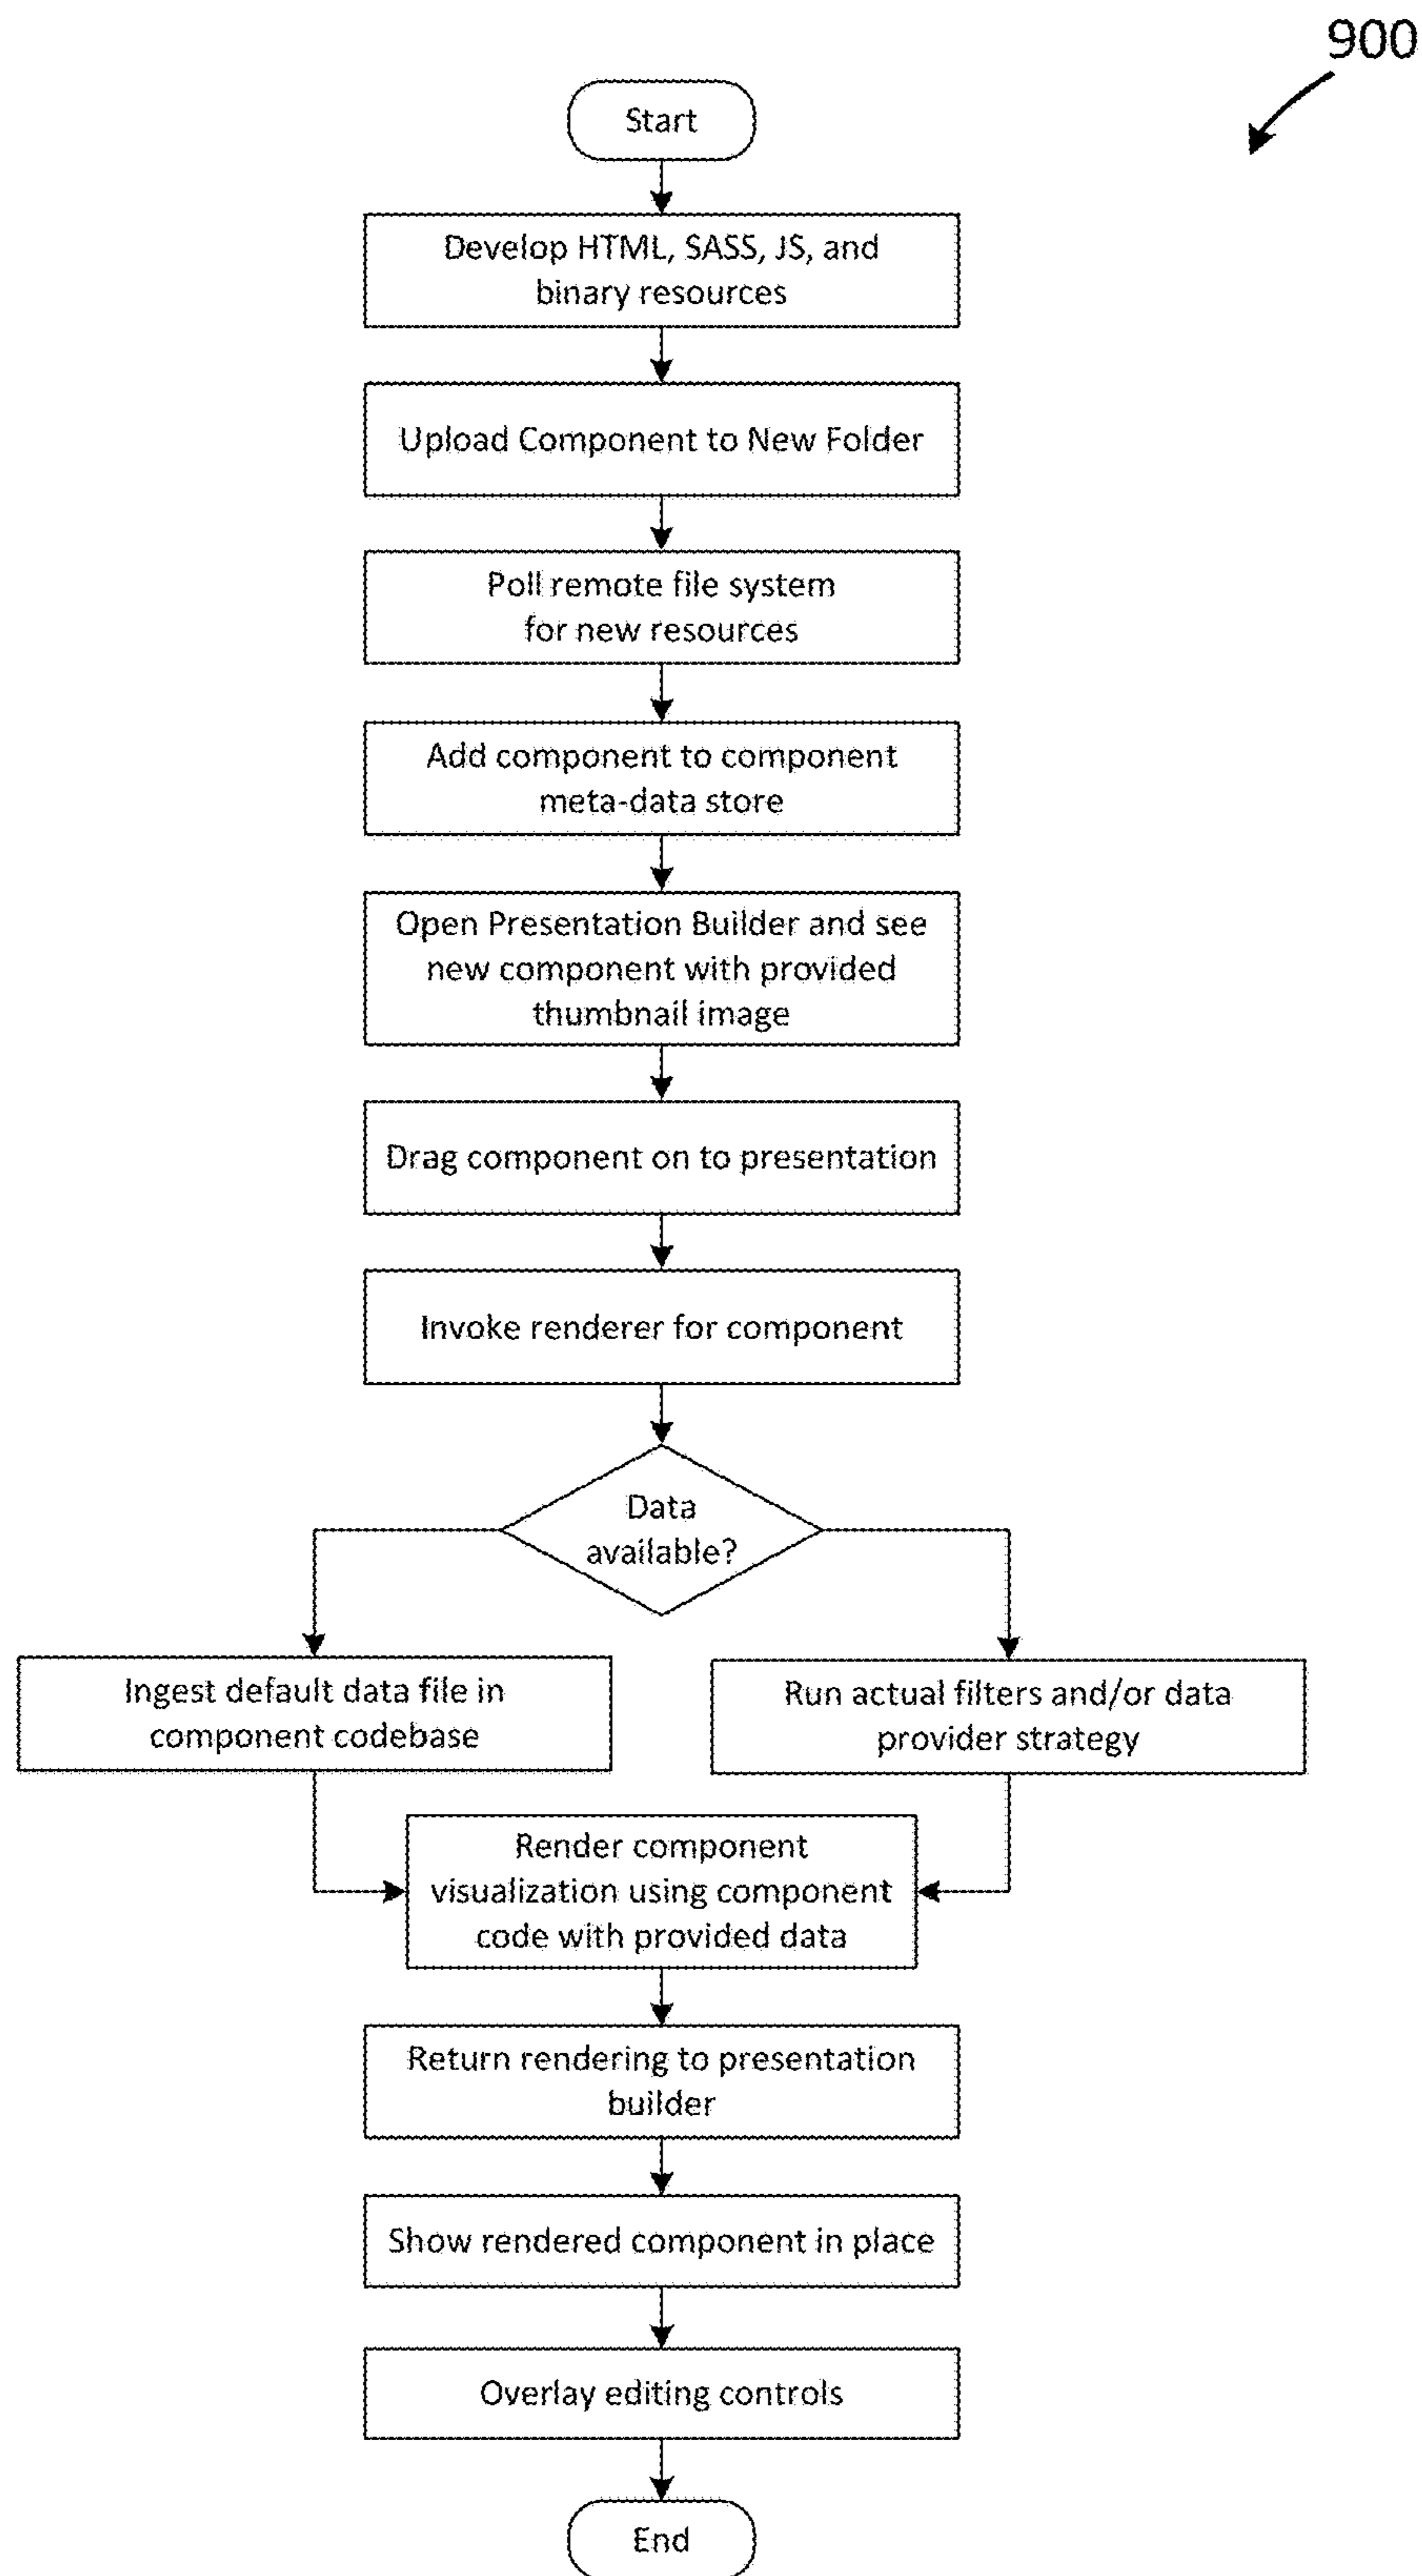 900
Start
Develop HTML, SASS, JS, and
binary resources
Upload Component to New Folder
Poll remote file system
for new resources
Add component to component
meta-data store
Open Presentation Builder and see
new component with provided
thumbnail image
Drag component on to presentation
Invoke renderer for component
Data
available?
Ingest default data file in
component codebase
Run actual filters and/or data
provider strategy
Render component
visualization using component
code with provided data
Return rendering to presentation
builder
Show rendered component in place
Overlay editing controls
End